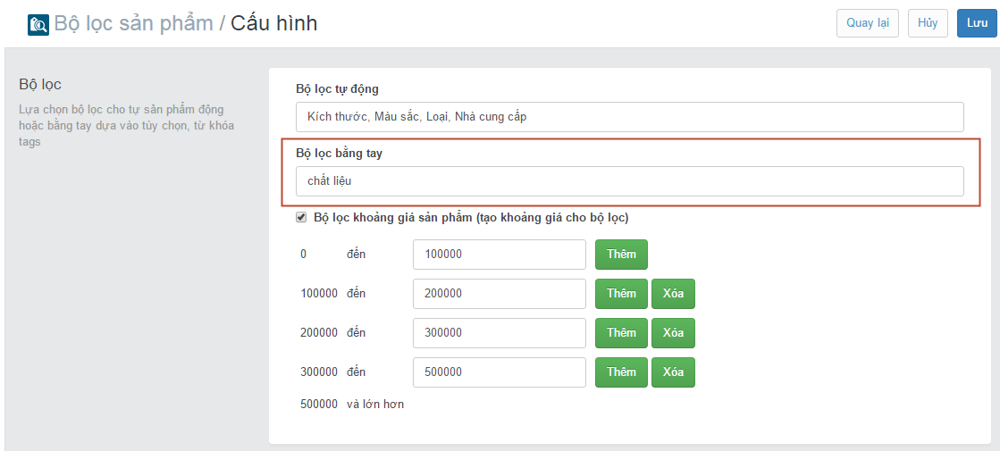 Bộ lọc sản phẩm / Cấu hình
Quay lại Hủy Lưu
Bộ lọc
Lựa chọn bộ lọc cho tự sản phẩm động
hoặc bằng tay dựa vào tùy chọn, từ khóa
tags
Bộ lọc tự động
Kích thước, Màu sắc, Loại, Nhà cung cấp
Bộ lọc bằng tay
chất liệu
Bộ lọc khoảng giá sản phẩm (tạo khoảng giá cho bộ lọc)
0 đến 100000 Thêm
100000 đến 200000 Thêm Xóa
200000 đến 300000 Thêm Xóa
300000 đến 500000 Thêm Xóa
500000 và lớn hơn